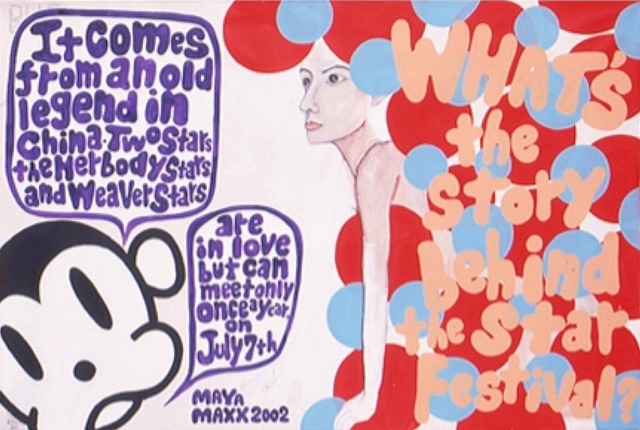 It comes
from an old
legend in
China. Two Stars
the Herbody Stars
and Weaver Stars
are
in love
but can
meet only
once a year,
on
July 7th
MAYA
MAXX 2002
WHAT'S
the
story
behind
the Star
Festival?